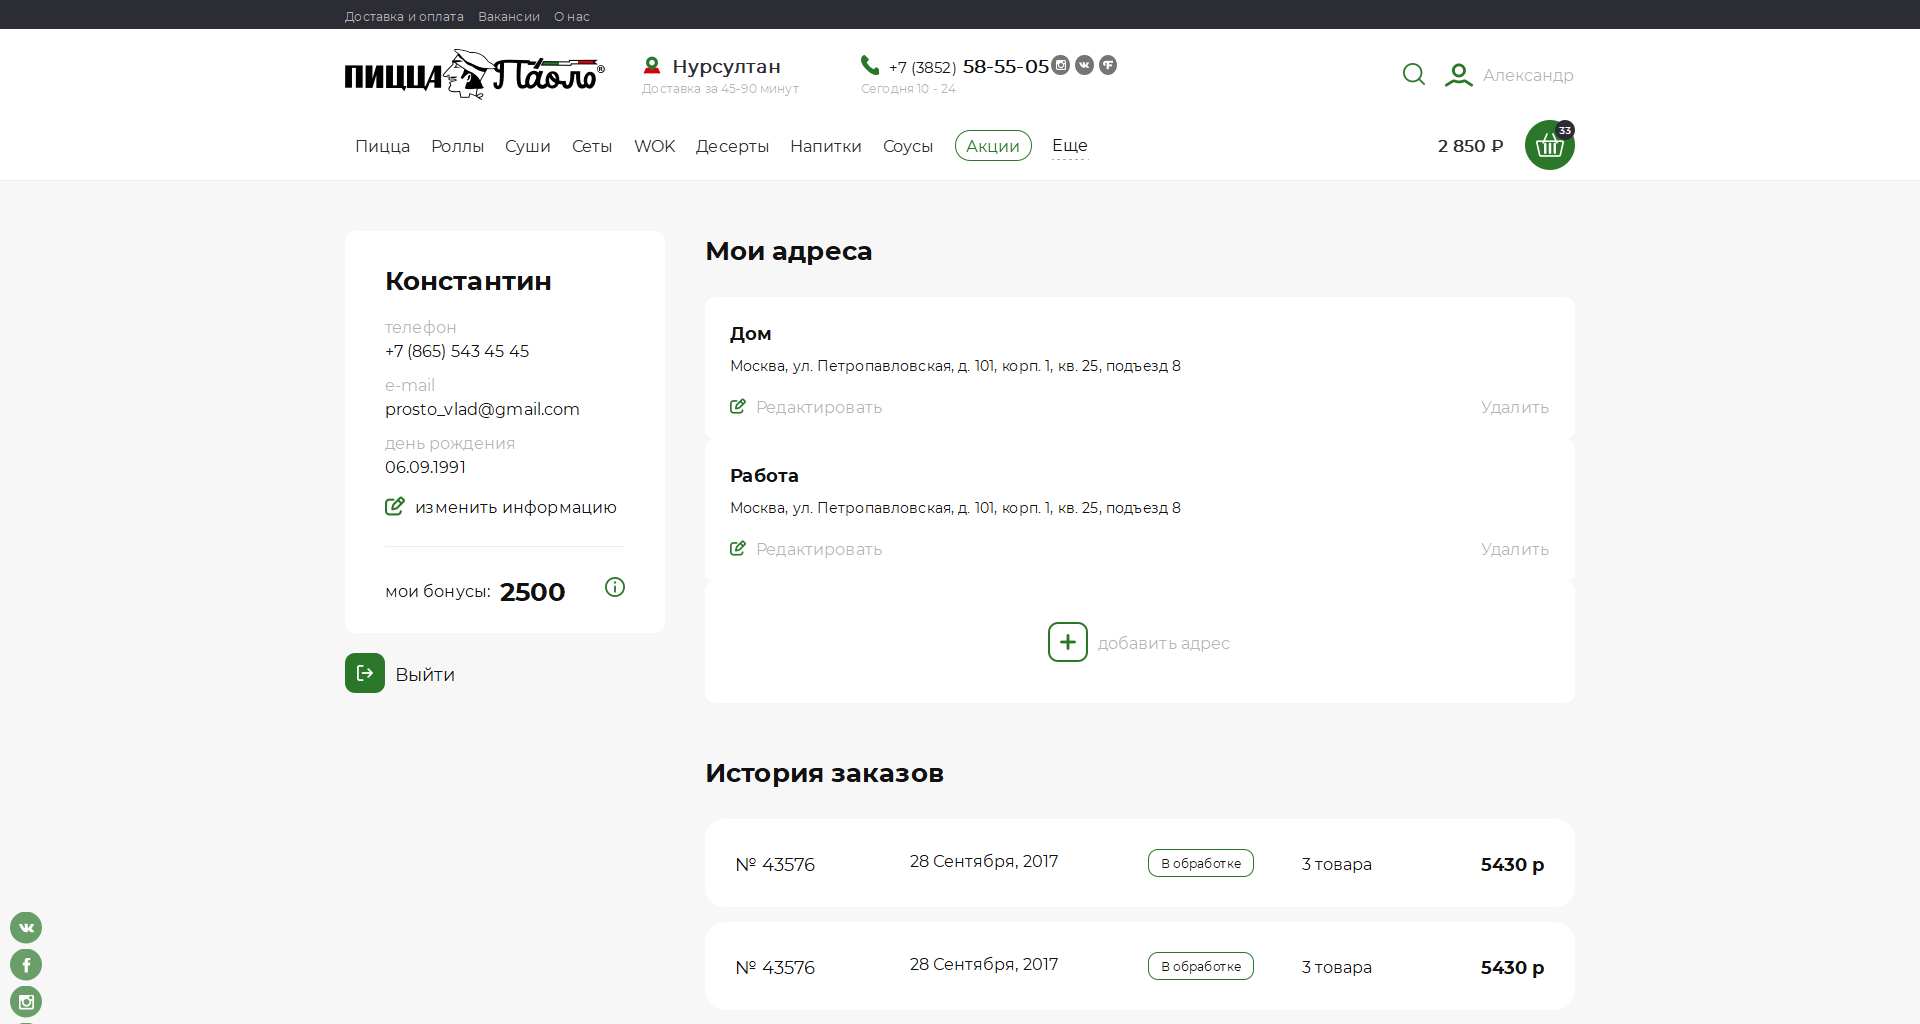 Доставка и оплата Вакансии О нас
ПИЦЦА Паоло®
Нурсултан
Доставка за 45-90 минут
+7 (3852) 58-55-05
Сегодня 10 - 24
Александр
Пицца Роллы Суши Сеты WOK Десерты Напитки Соусы Акции Еще
2 850 ₽
33
Константин
телефон
+7 (865) 543 45 45
e-mail
prosto_vlad@gmail.com
день рождения
06.09.1991
изменить информацию
мои бонусы: 2500
Выйти
Мои адреса
Дом
Москва, ул. Петропавловская, д. 101, корп. 1, кв. 25, подъезд 8
Редактировать Удалить
Работа
Москва, ул. Петропавловская, д. 101, корп. 1, кв. 25, подъезд 8
Редактировать Удалить
добавить адрес
История заказов
№ 43576 28 Сентября, 2017 В обработке 3 товара 5430 р
№ 43576 28 Сентября, 2017 В обработке 3 товара 5430 р